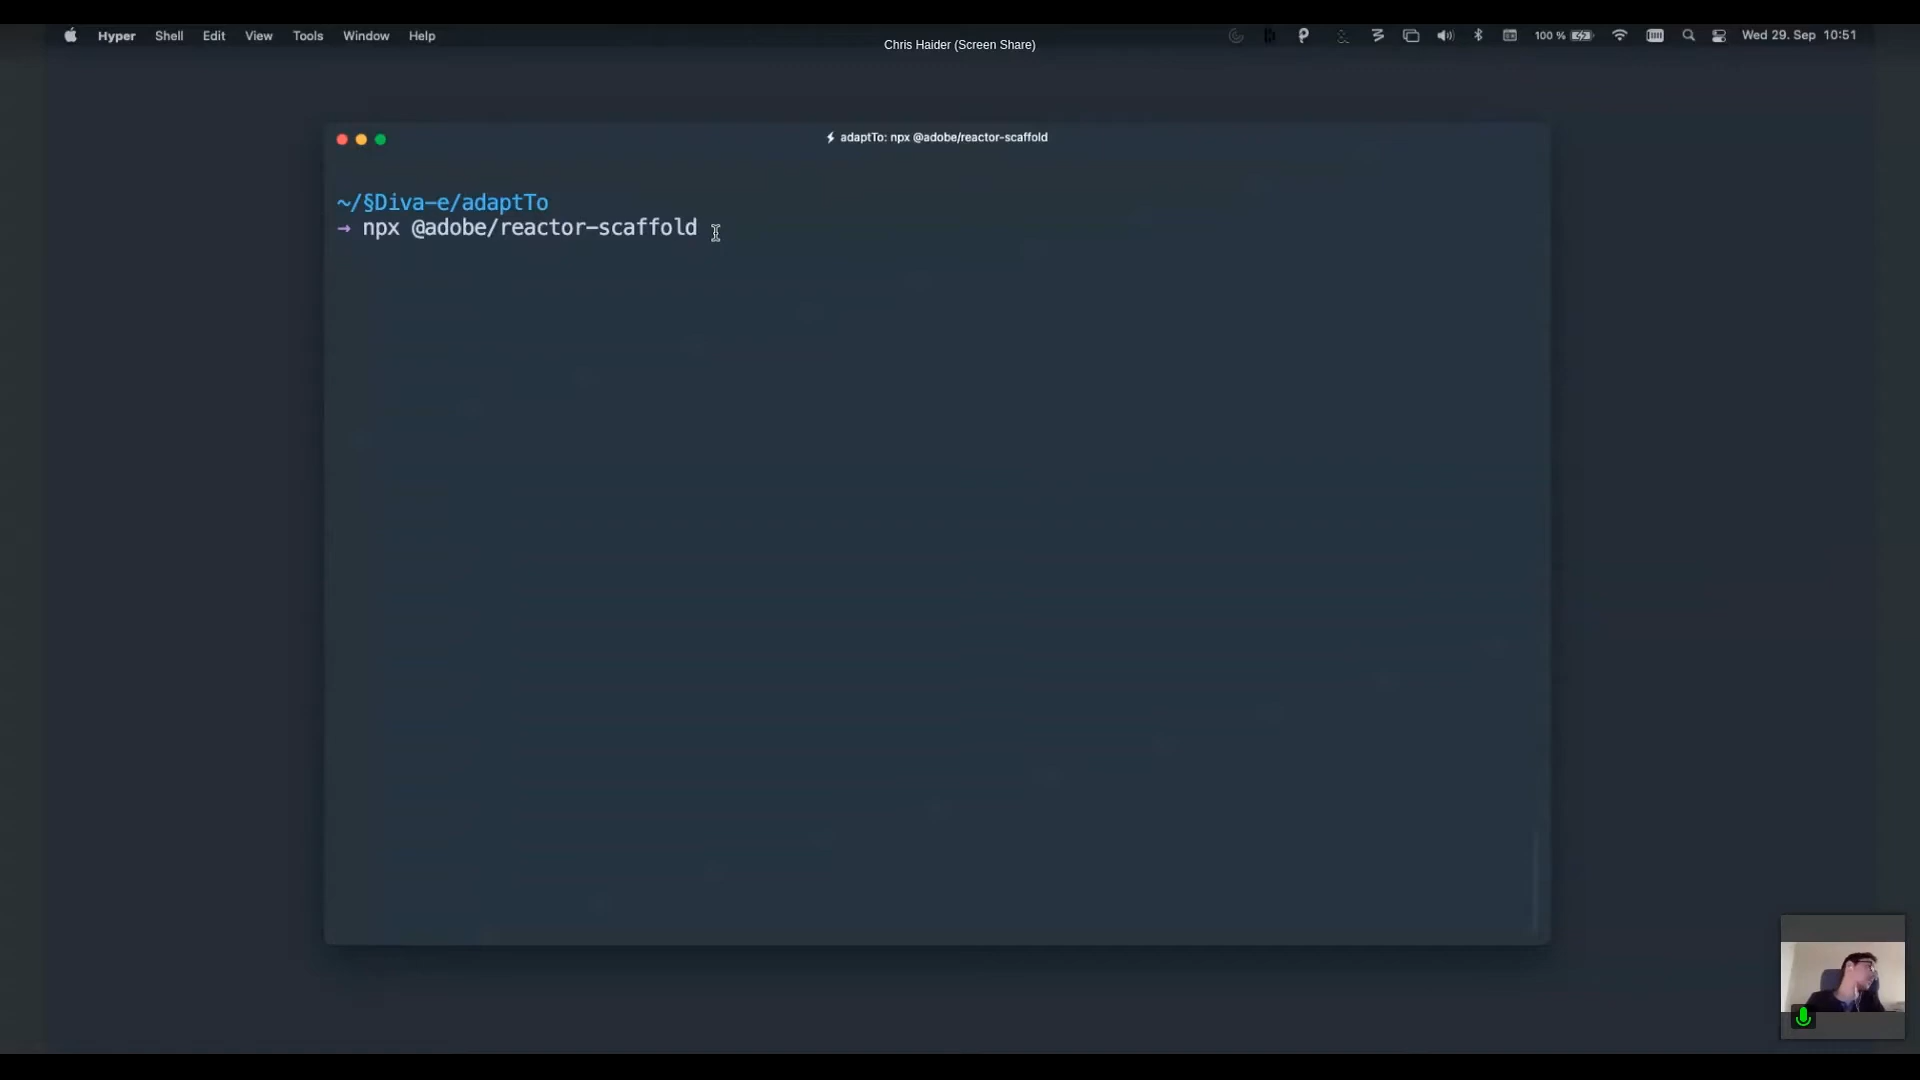 Hyper Shell Edit View Tools Window Help
Chris Haider (Screen Share)
100 % Wed 29. Sep 10:51
adaptTo: npx @adobe/reactor-scaffold
~/§Diva-e/adaptTo
→ npx @adobe/reactor-scaffold